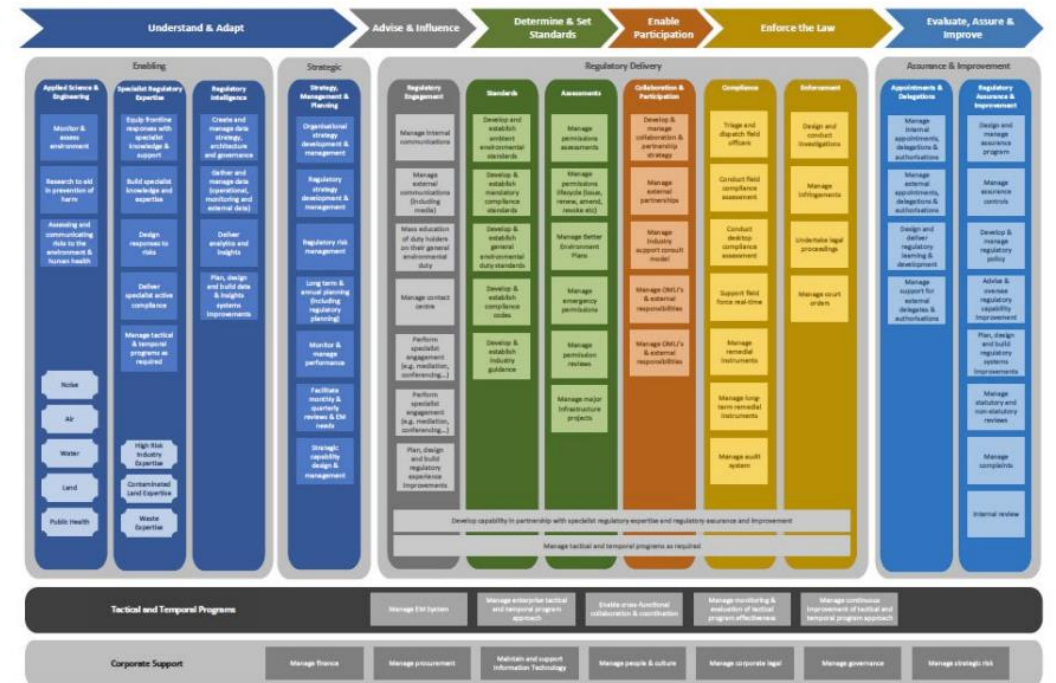 Understand & Adapt
Advise & Influence
Determine & Set
Standards
Enable
Participation
Enforce the Law
Evaluate, Assure &
Improve
Enabling
Strategic
Regulatory Delivery
Assurance & Improvement
Applied Science &
Engineering
Monitor &
assess
environment
Research to aid
in prevention of
harm
Assessing and
communicating
risks to the
environment &
human health
Noise
Air
Water
Land
Public Health
Specialist Regulatory
Expertise
Equip frontline
responses with
specialist
knowledge &
support
Build specialist
knowledge and
expertise
Design
responses to
risks
Deliver
specialist active
compliance
Manage tactical
& temporal
programs as
required
High Risk
Industry
Expertise
Contaminated
Land Expertise
Waste
Expertise
Regulatory
Intelligence
Create and
manage data
strategy,
architecture
and governance
Gather and
manage data
(operational,
monitoring and
external data)
Deliver
analytics and
insights
Plan, design
and build data
& insights
systems
improvements
Strategy,
Management &
Planning
Organisational
strategy
development &
management
Regulatory
strategy
development &
management
Regulatory risk
management
Long term &
annual planning
(including
regulatory
planning)
Monitor &
manage
performance
Facilitate
monthly &
quarterly
reviews & EM
needs
Strategic
capability
design &
management
Regulatory
Engagement
Manage internal
communications
Manage
external
communications
(including
media)
Mass education
of duty holders
on their general
environmental
duty
Manage contact
centre
Perform
specialist
engagement
(e.g. mediation,
conferencing...)
Perform
specialist
engagement
(e.g. mediation,
conferencing...)
Plan, design
and build
regulatory
experience
improvements
Standards
Develop and
establish
ambient
environmental
standards
Develop &
establish
mandatory
compliance
standards
Develop &
establish
general
environmental
duty standards
Develop &
establish
compliance
codes
Develop &
establish
industry
guidance
Assessments
Manage
permissions
assessments
Manage
permissions
lifecycle (issue,
renew, amend,
revoke etc)
Manage Better
Environment
Plans
Manage
emergency
permissions
Manage
permission
reviews
Manage major
infrastructure
projects
Collaboration &
Participation
Develop &
manage
collaboration &
partnership
strategy
Manage
external
partnerships
Manage
industry
support consult
model
Manage OMLI's
& external
responsibilities
Manage OMLI's
& external
responsibilities
Compliance
Triage and
dispatch field
officers
Conduct field
compliance
assessment
Conduct
desktop
compliance
assessment
Support field
force real-time
Manage
remedial
instruments
Manage long-
term remedial
instruments
Manage audit
system
Enforcement
Design and
conduct
investigations
Manage
infringements
Undertake legal
proceedings
Manage court
orders
Develop capability in partnership with specialist regulatory expertise and regulatory assurance and improvement
Manage tactical and temporal programs as required
Appointments &
Delegations
Manage
internal
appointments,
delegations &
authorisations
Manage
external
appointments,
delegations &
authorisations
Design and
deliver
regulatory
learning &
development
Manage
support for
external
delegates &
authorisations
Regulatory
Assurance &
Improvement
Design and
manage
assurance
program
Manage
assurance
controls
Develop &
manage
regulatory
policy
Advise &
oversee
regulatory
capability
improvement
Plan, design
and build
regulatory
systems
improvements
Manage
statutory and
non-statutory
reviews
Manage
complaints
Internal review
Tactical and Temporal Programs
Manage EM System
Manage enterprise tactical
and temporal program
approach
Enable cross-functional
collaboration & coordination
Manage monitoring &
evaluation of tactical
program effectiveness
Manage continuous
improvement of tactical and
temporal program approach
Corporate Support
Manage finance
Manage procurement
Maintain and support
Information Technology
Manage people & culture
Manage corporate legal
Manage governance
Manage strategic risk